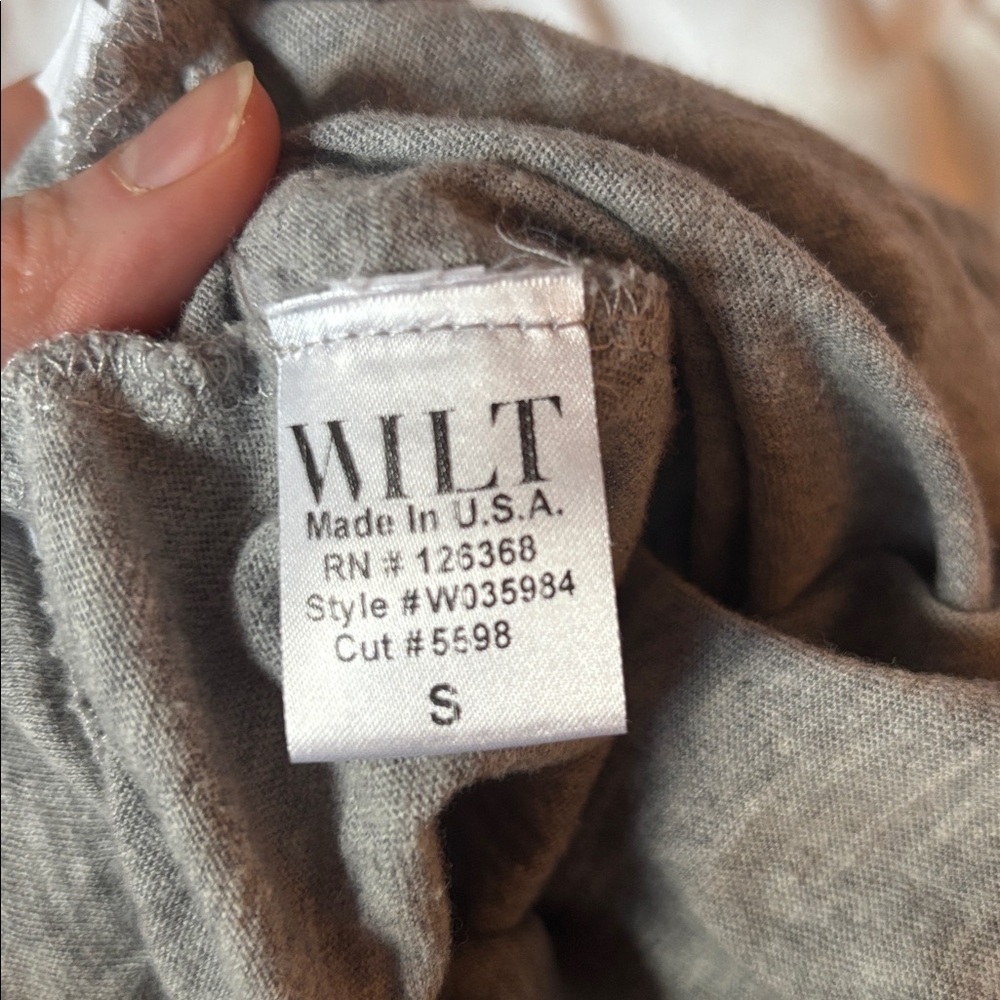 WILT
Made In U.S.A.
RN # 126368
Style #W035984
Cut #5598
S